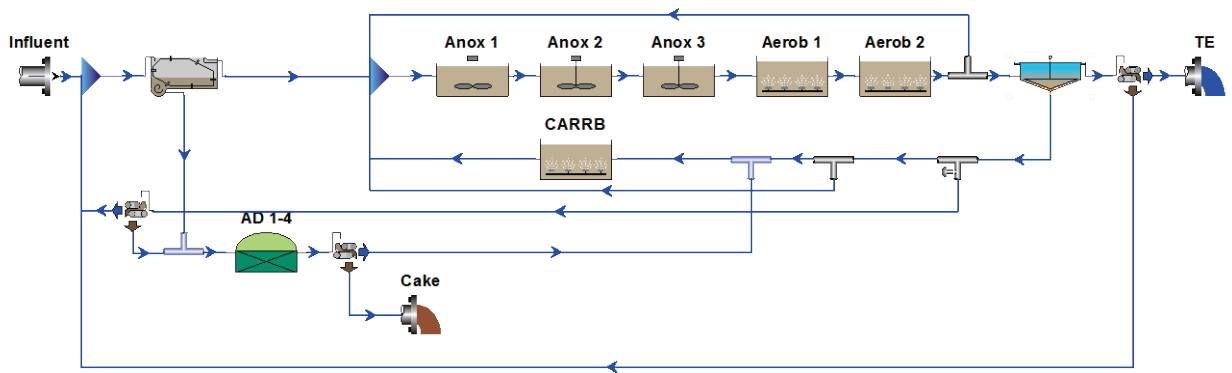 Influent
Anox 1
Anox 2
Anox 3
Aerob 1
Aerob 2
TE
CARRB
AD 1-4
Cake